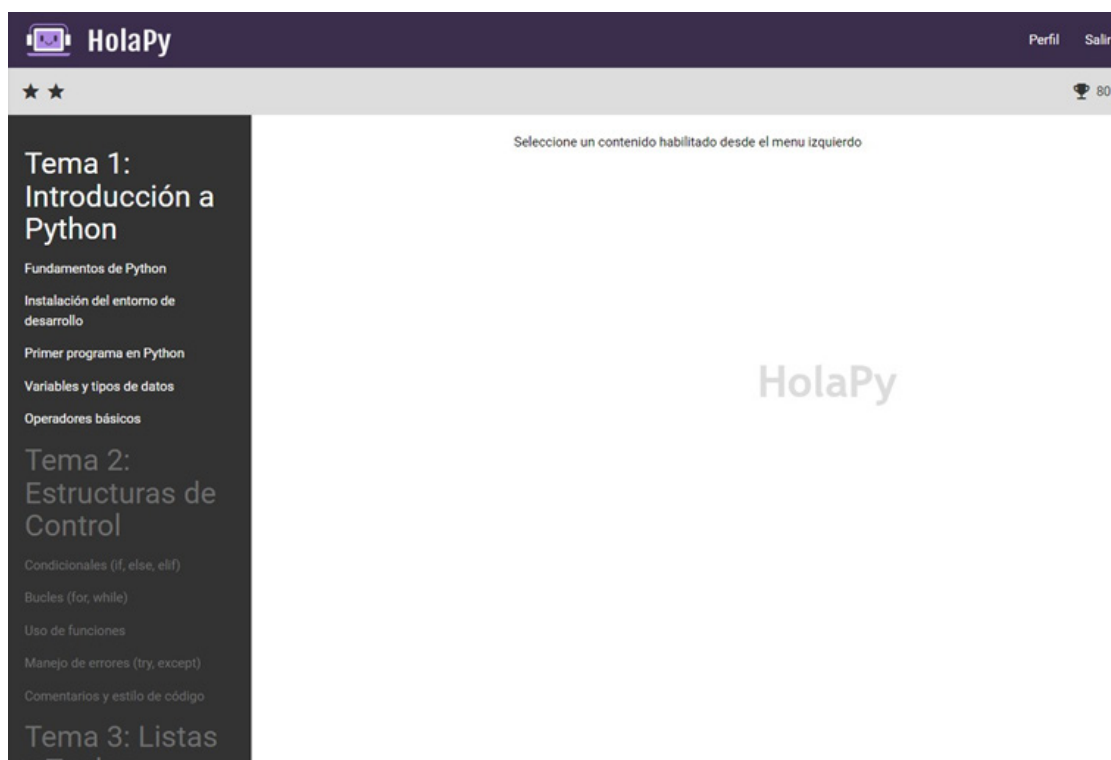 HolaPy
Perfil Salir
80
Seleccione un contenido habilitado desde el menu izquierdo
Tema 1:
Introducción a
Python
Fundamentos de Python
Instalación del entorno de
desarrollo
Primer programa en Python
Variables y tipos de datos
Operadores básicos
Tema 2:
Estructuras de
Control
Condicionales (if, else, elif)
Bucles (for, while)
Uso de funciones
Manejo de errores (try, except)
Comentarios y estilo de código
Tema 3: Listas
HolaPy